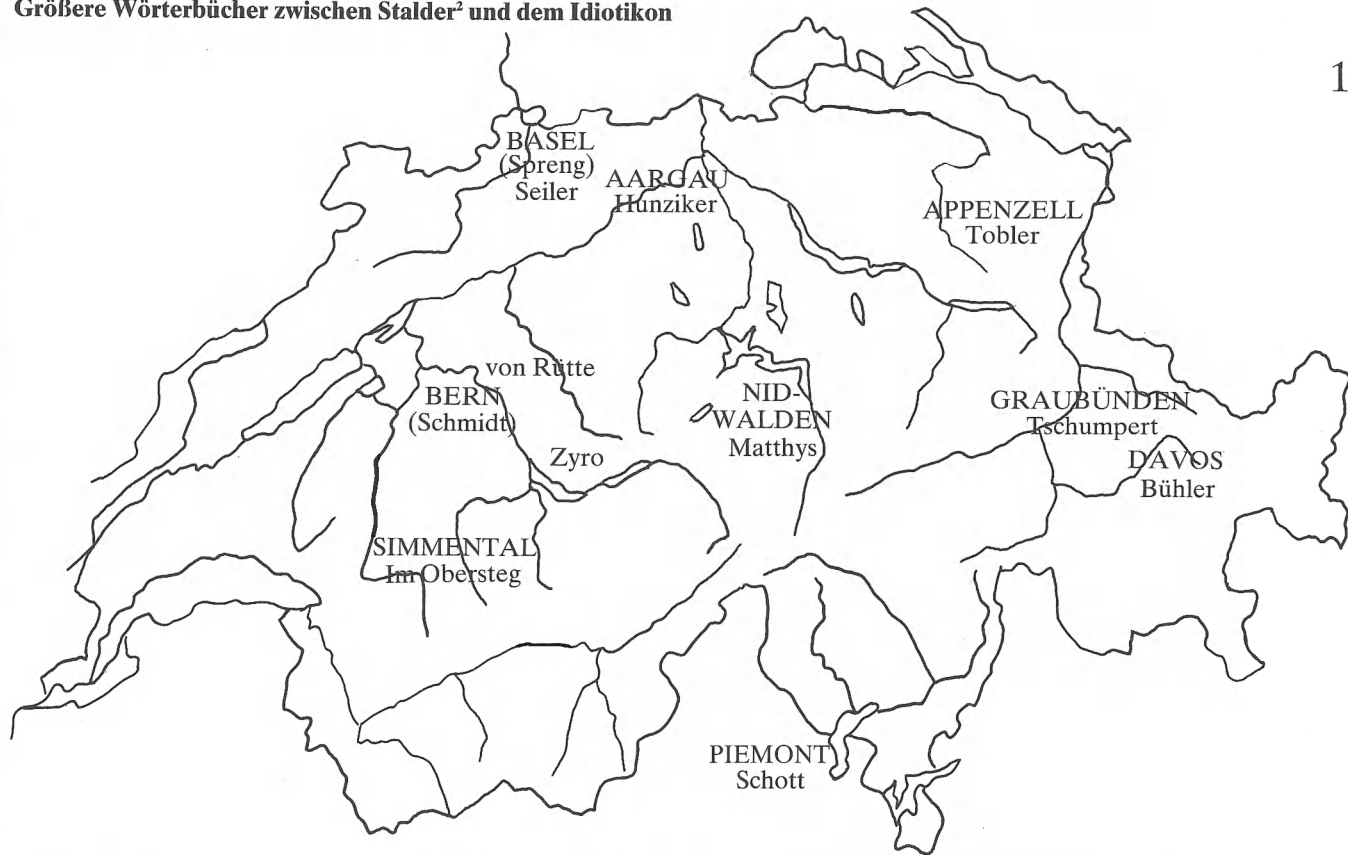 Größere Wörterbücher zwischen Stalder² und dem Idiotikon
1
BASEL
(Spreng)
Seiler
AARGAU
Hunziker
APPENZELL
Tobler
von Rütte
BERN
(Schmidt)
Zyro
NID-
WALDEN
Matthys
GRAUBÜNDEN
Tschumpert
DAVOS
Bühler
SIMMENTAL
Im Obersteg
PIEMONT
Schott